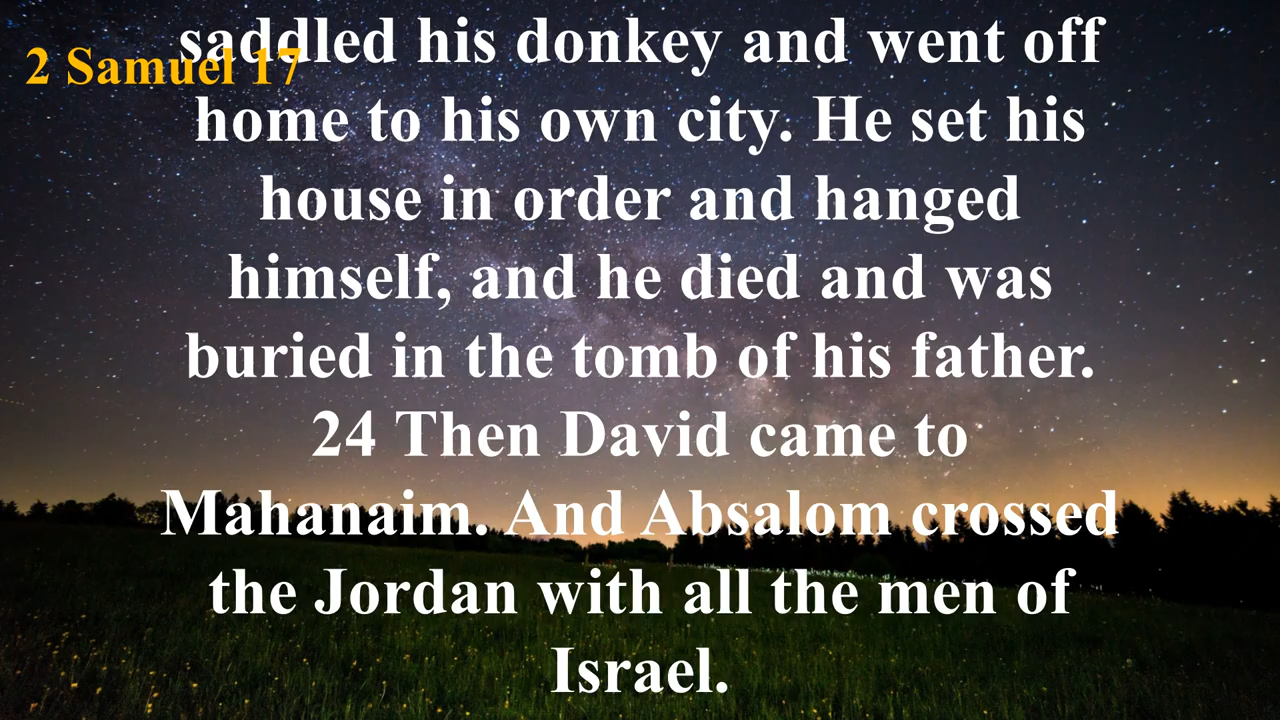 2 Samuel 17
saddled his donkey and went off
home to his own city. He set his
house in order and hanged
himself, and he died and was
buried in the tomb of his father.
24 Then David came to
Mahanaim. And Absalom crossed
the Jordan with all the men of
Israel.